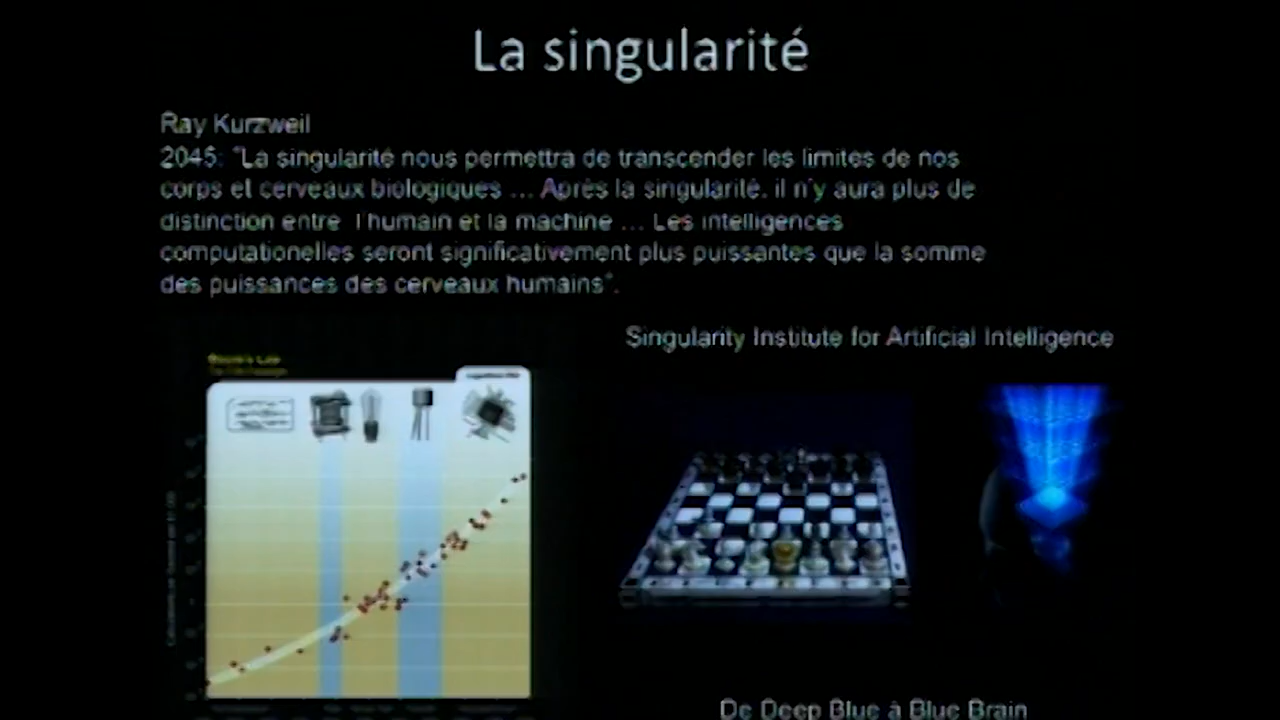 La singularité
Ray Kurzweil
2045: "La singularité nous permettra de transcender les limites de nos
corps et cerveaux biologiques ... Après la singularité, il n'y aura plus de
distinction entre l'humain et la machine ... Les intelligences
computationelles seront significativement plus puissantes que la somme
des puissances des cerveaux humains".
Singularity Institute for Artificial Intelligence
Moore's Law
De Deep Blue à Blue Brain